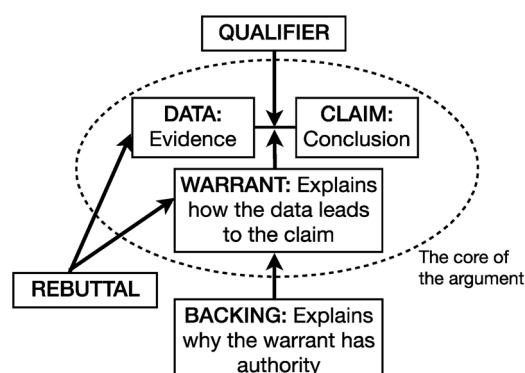 QUALIFIER
DATA:
Evidence
CLAIM:
Conclusion
WARRANT: Explains
how the data leads
to the claim
The core of
the argument
REBUTTAL
BACKING: Explains
why the warrant has
authority